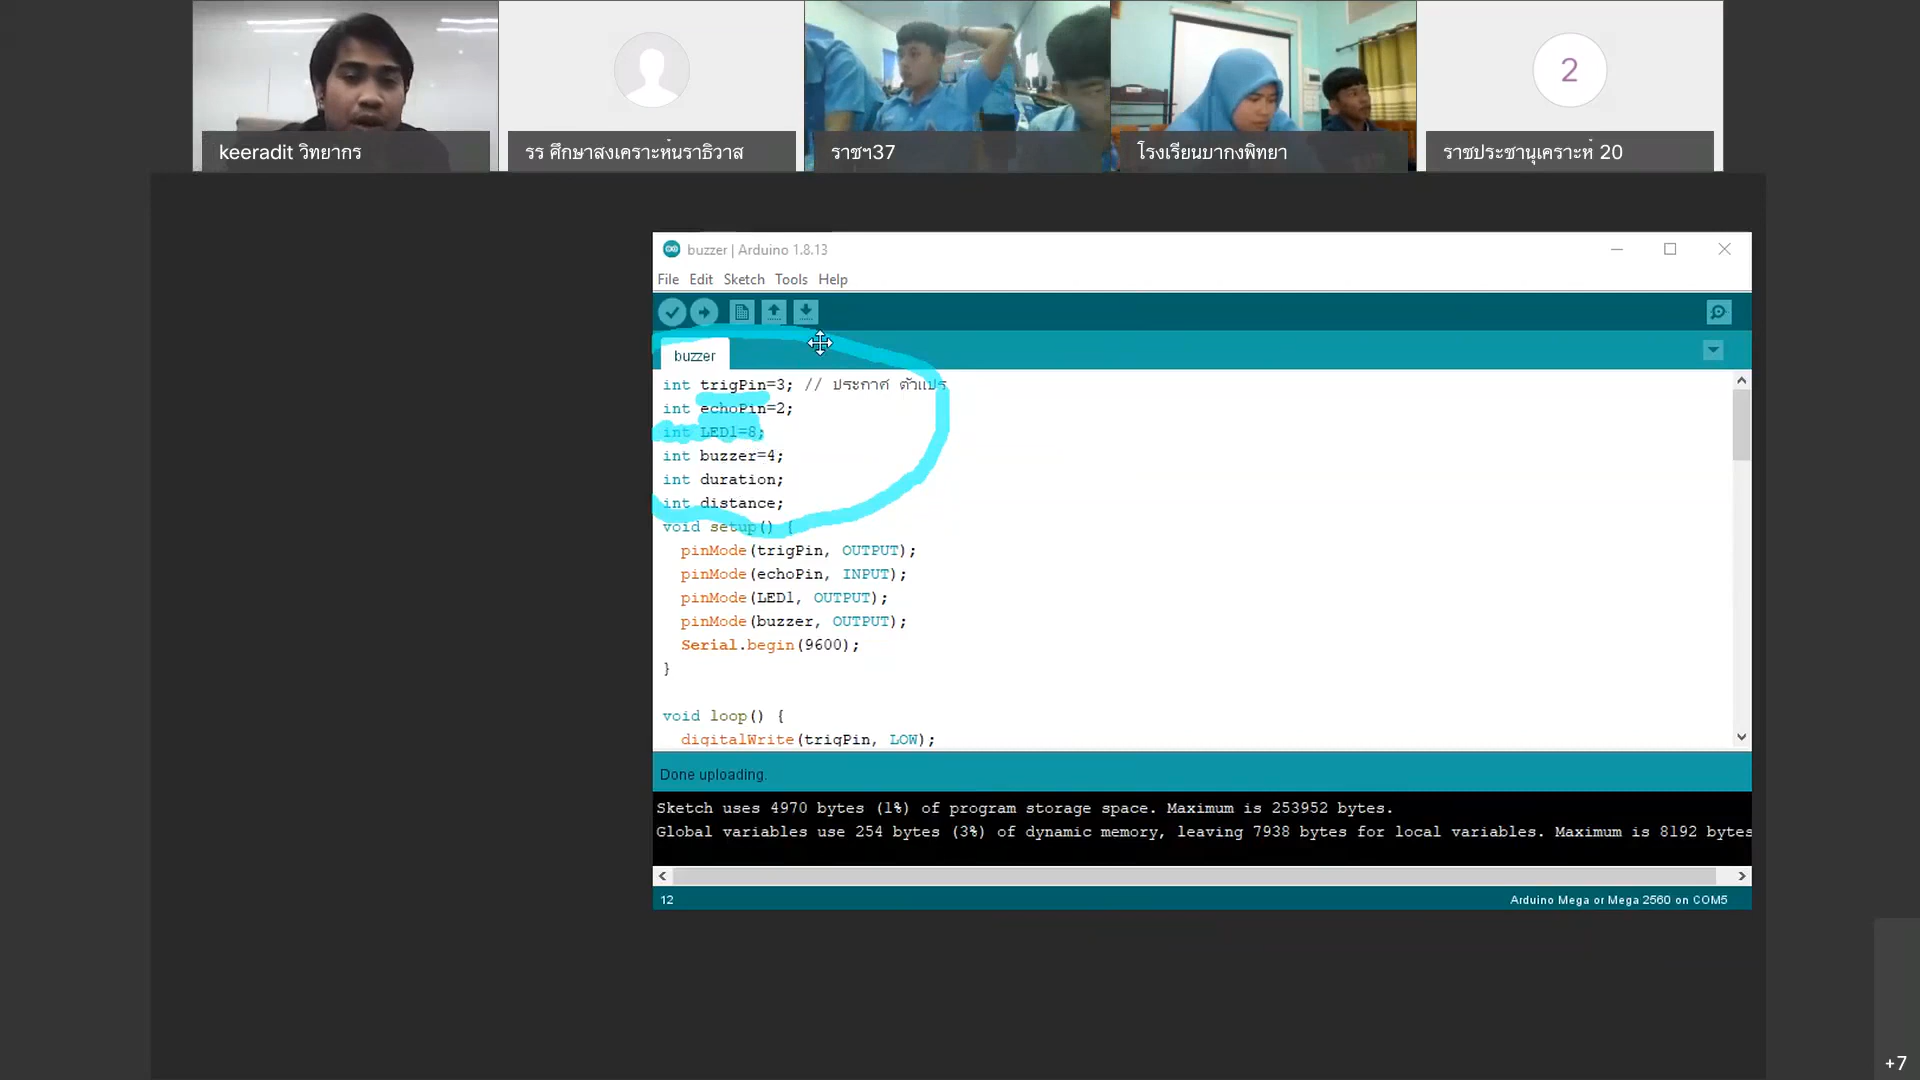 keeradit วิทยากร
รร ศึกษาสงเคราะห์นราธิวาส
ราชฯ37
โรงเรียนบากงพิทยา
2
ราชประชานุเคราะห์ 20
buzzer | Arduino 1.8.13
File Edit Sketch Tools Help
buzzer
int trigPin=3; // ประกาศ ตัวแปร
int echoPin=2;
int LED1=8;
int buzzer=4;
int duration;
int distance;
void setup() {
pinMode(trigPin, OUTPUT);
pinMode(echoPin, INPUT);
pinMode(LED1, OUTPUT);
pinMode(buzzer, OUTPUT);
Serial.begin(9600);
}
void loop() {
digitalWrite(trigPin, LOW);
Done uploading.
Sketch uses 4970 bytes (1%) of program storage space. Maximum is 253952 bytes.
Global variables use 254 bytes (3%) of dynamic memory, leaving 7938 bytes for local variables. Maximum is 8192 bytes
12
Arduino Mega or Mega 2560 on COM5
+7